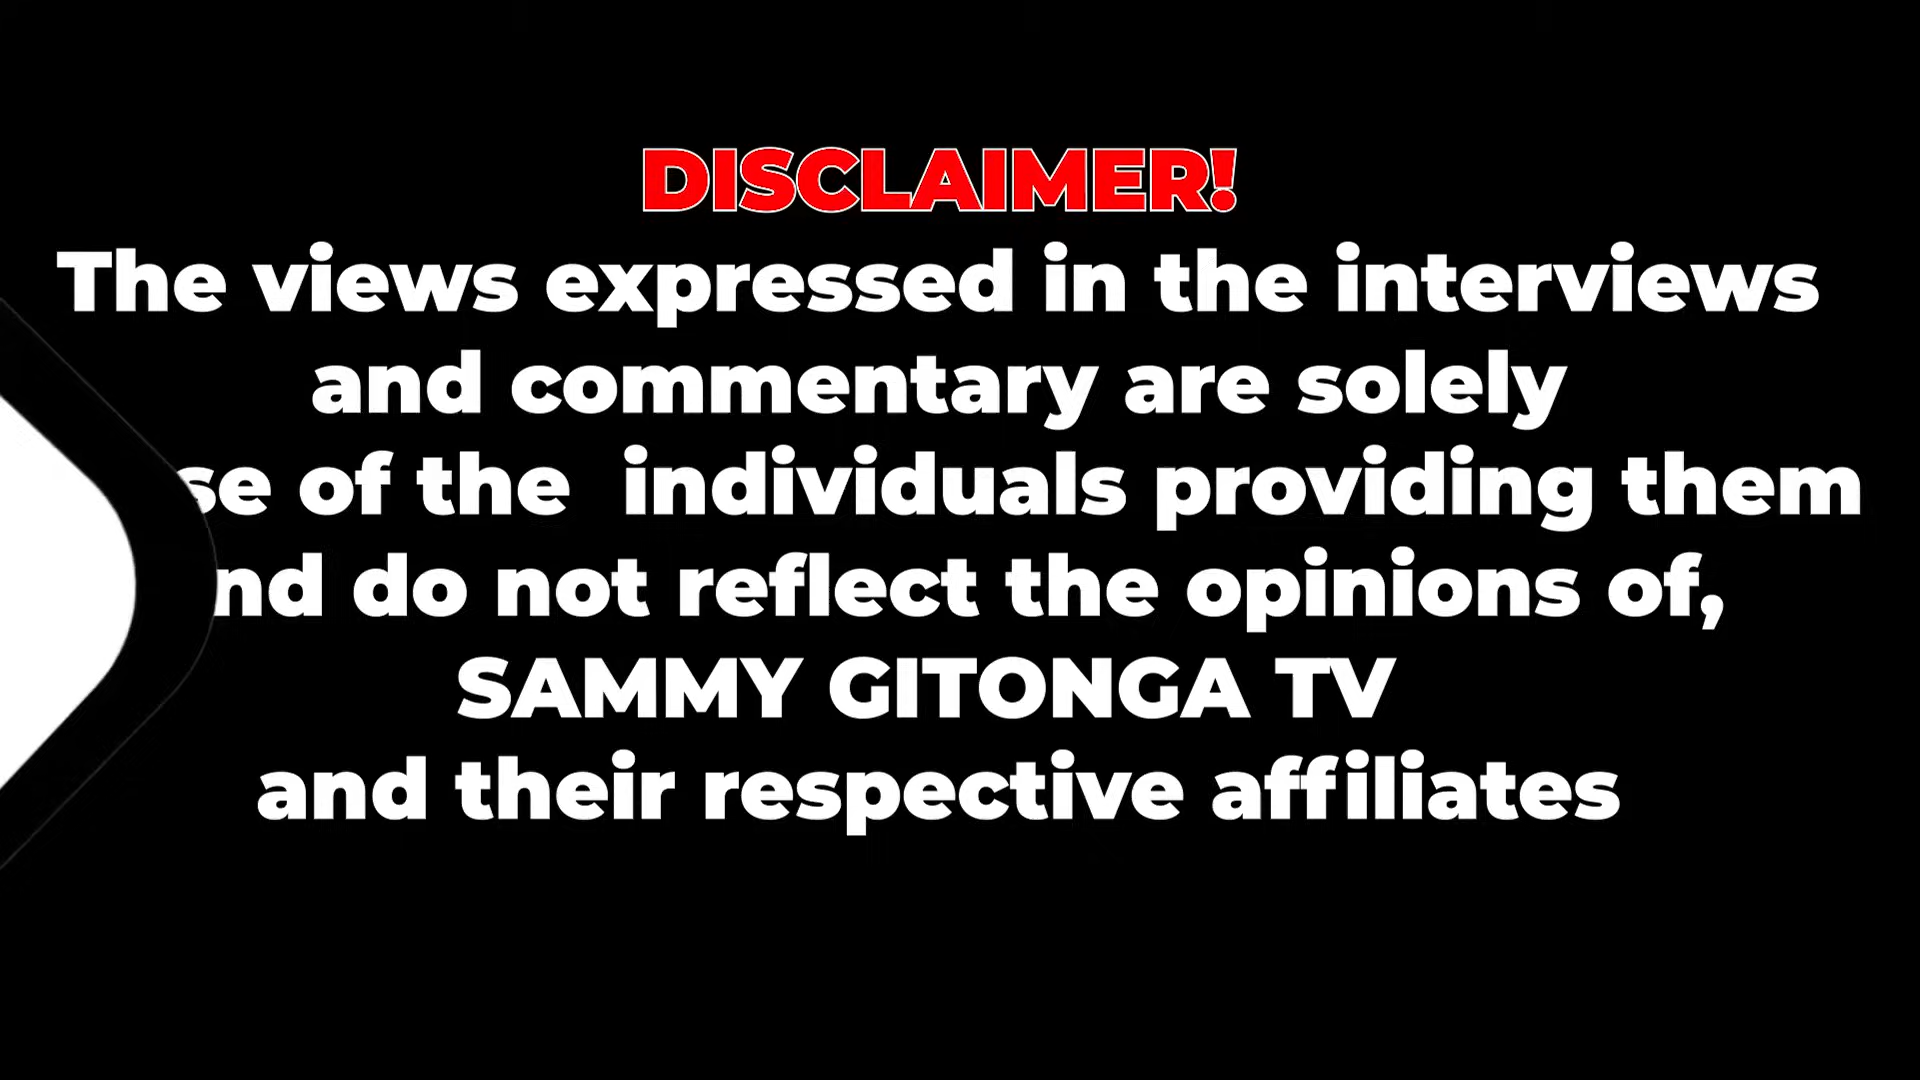 DISCLAIMER!
The views expressed in the interviews
and commentary are solely
se of the individuals providing them
nd do not reflect the opinions of,
SAMMY GITONGA TV
and their respective affiliates